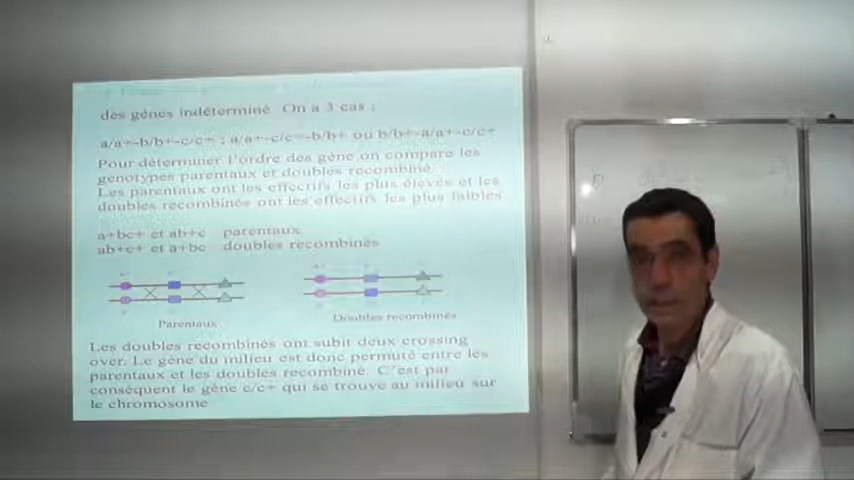 des gènes indéterminé. On a 3 cas :
a/a+-b/b+-c/c+ ; a/a+-c/c+-b/b+ ou b/b+-a/a+-c/c+
Pour déterminer l'ordre des gène on compare les
génotypes parentaux et doubles recombiné.
Les parentaux ont les effectifs les plus élevés et les
doubles recombinés ont les effectifs les plus faibles
a+bc+ et ab+c parentaux
ab+c+ et a+bc doubles recombinés
Parentaux
Doubles recombinés
Les doubles recombinés ont subit deux crossing
over. Le gène du milieu est donc permuté entre les
parentaux et les doubles recombiné. C'est par
conséquent le gène c/c+ qui se trouve au milieu sur
le chromosome